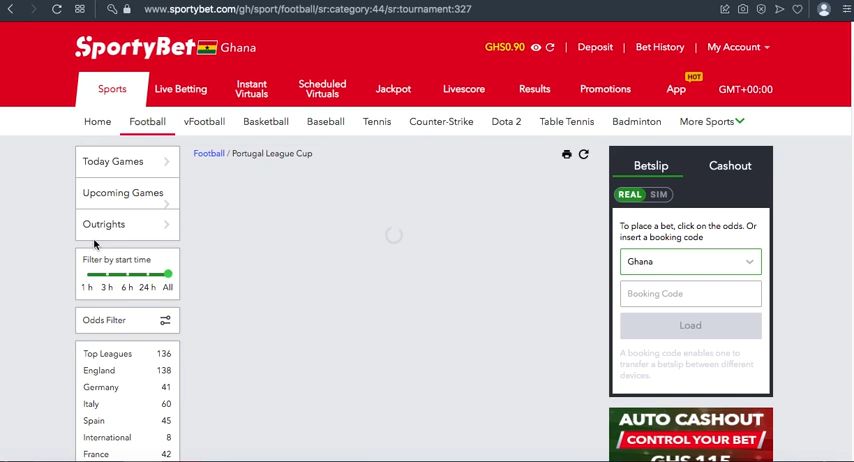 www.sportybet.com/gh/sport/football/sr:category:44/sr:tournament:327
SportyBet Ghana
GHS0.90 | Deposit | Bet History | My Account
Sports
Live Betting
Instant Virtuals
Scheduled Virtuals
Jackpot
Livescore
Results
Promotions
App
HOT
GMT+00:00
Home
Football
vFootball
Basketball
Baseball
Tennis
Counter-Strike
Dota 2
Table Tennis
Badminton
More Sports
Today Games
Upcoming Games
Outrights
Filter by start time
1 h 3 h 6 h 24 h All
Odds Filter
Top Leagues 136
England 138
Germany 41
Italy 60
Spain 45
International 8
France 42
Football / Portugal League Cup
Betslip
Cashout
REAL SIM
To place a bet, click on the odds. Or
insert a booking code
Ghana
Booking Code
Load
A booking code enables one to
transfer a betslip between different
devices.
AUTO CASHOUT
CONTROL YOUR BET
GHS 115